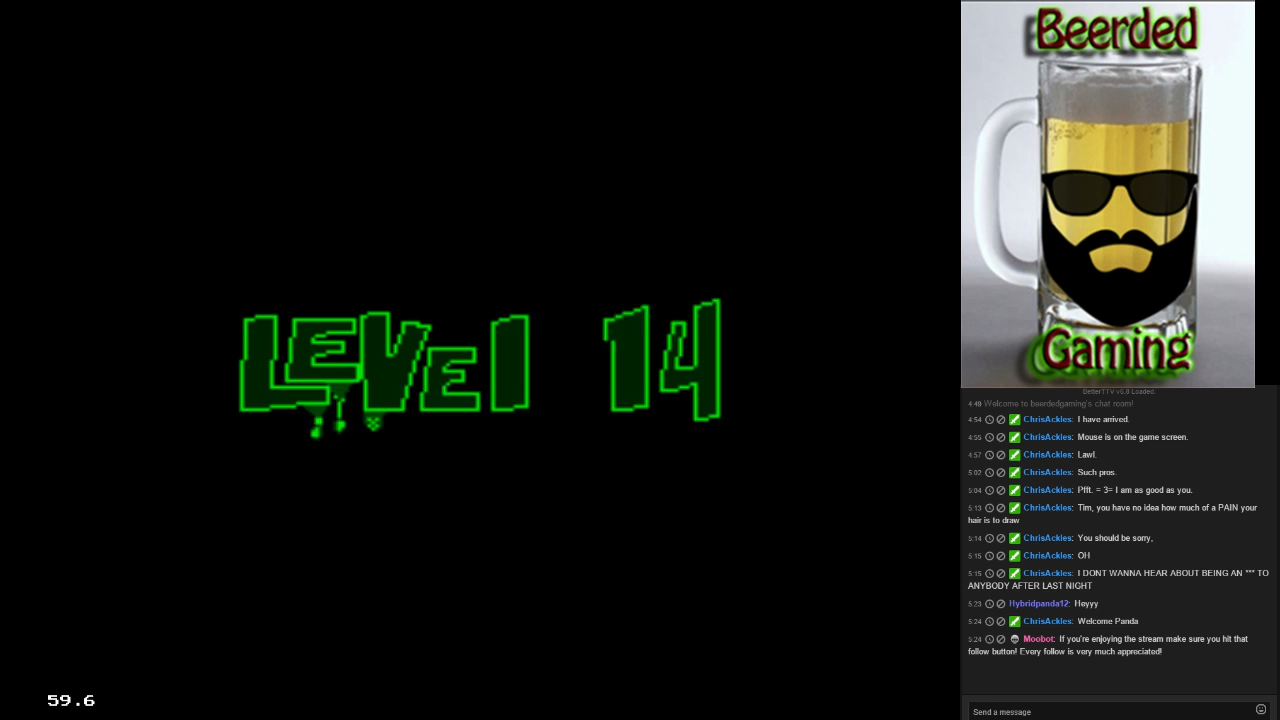 Beerded
LEVEl 14
Gaming
BetterTTV v6.8 Loaded.
4:48 Welcome to beerdedgaming's chat room!
4:54 ChrisAckles: I have arrived.
4:55 ChrisAckles: Mouse is on the game screen.
4:57 ChrisAckles: Lawl.
5:02 ChrisAckles: Such pros.
5:04 ChrisAckles: Pfft. = 3= I am as good as you.
5:13 ChrisAckles: Tim, you have no idea how much of a PAIN your
hair is to draw
5:14 ChrisAckles: You should be sorry,
5:15 ChrisAckles: OH
5:15 ChrisAckles: I DONT WANNA HEAR ABOUT BEING AN *** TO
ANYBODY AFTER LAST NIGHT
5:23 Hybridpanda12: Heyyy
5:24 ChrisAckles: Welcome Panda
5:24 Moobot: If you're enjoying the stream make sure you hit that
follow button! Every follow is very much appreciated!
59.6
Send a message